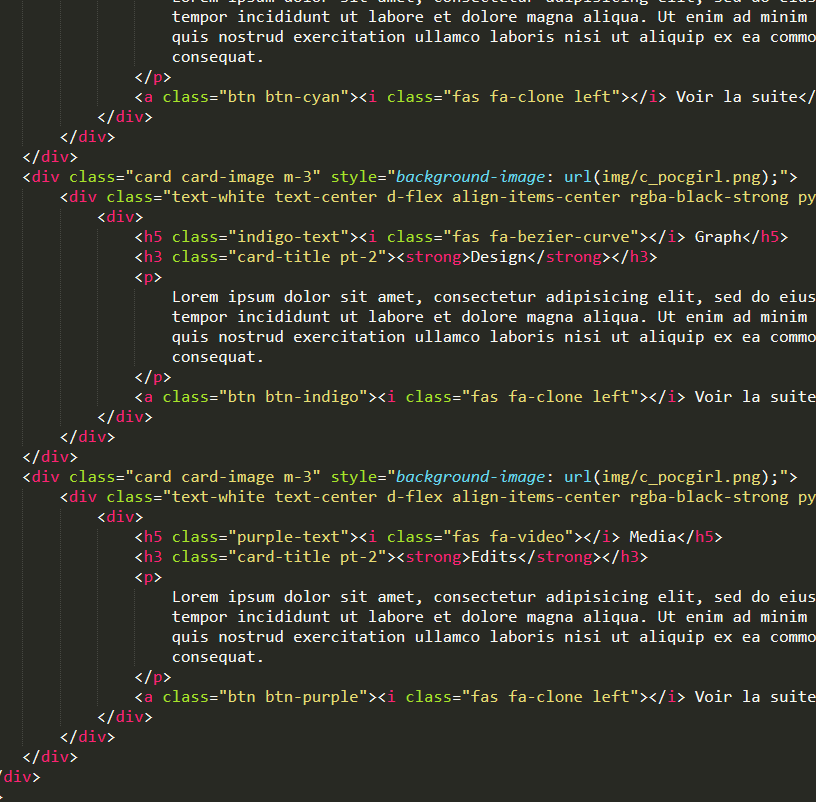 tempor incididunt ut labore et dolore magna aliqua. Ut enim ad minim
quis nostrud exercitation ullamco laboris nisi ut aliquip ex ea commo
consequat.
</p>
<a class="btn btn-cyan"><i class="fas fa-clone left"></i> Voir la suite</
</div>
</div>
</div>
<div class="card card-image m-3" style="background-image: url(img/c_pocgirl.png);">
<div class="text-white text-center d-flex align-items-center rgba-black-strong py
<div>
<h5 class="indigo-text"><i class="fas fa-bezier-curve"></i> Graph</h5>
<h3 class="card-title pt-2"><strong>Design</strong></h3>
<p>
Lorem ipsum dolor sit amet, consectetur adipisicing elit, sed do eius
tempor incididunt ut labore et dolore magna aliqua. Ut enim ad minim
quis nostrud exercitation ullamco laboris nisi ut aliquip ex ea commo
consequat.
</p>
<a class="btn btn-indigo"><i class="fas fa-clone left"></i> Voir la suite
</div>
</div>
</div>
<div class="card card-image m-3" style="background-image: url(img/c_pocgirl.png);">
<div class="text-white text-center d-flex align-items-center rgba-black-strong py
<div>
<h5 class="purple-text"><i class="fas fa-video"></i> Media</h5>
<h3 class="card-title pt-2"><strong>Edits</strong></h3>
<p>
Lorem ipsum dolor sit amet, consectetur adipisicing elit, sed do eius
tempor incididunt ut labore et dolore magna aliqua. Ut enim ad minim
quis nostrud exercitation ullamco laboris nisi ut aliquip ex ea commo
consequat.
</p>
<a class="btn btn-purple"><i class="fas fa-clone left"></i> Voir la suite
</div>
</div>
</div>
/div>